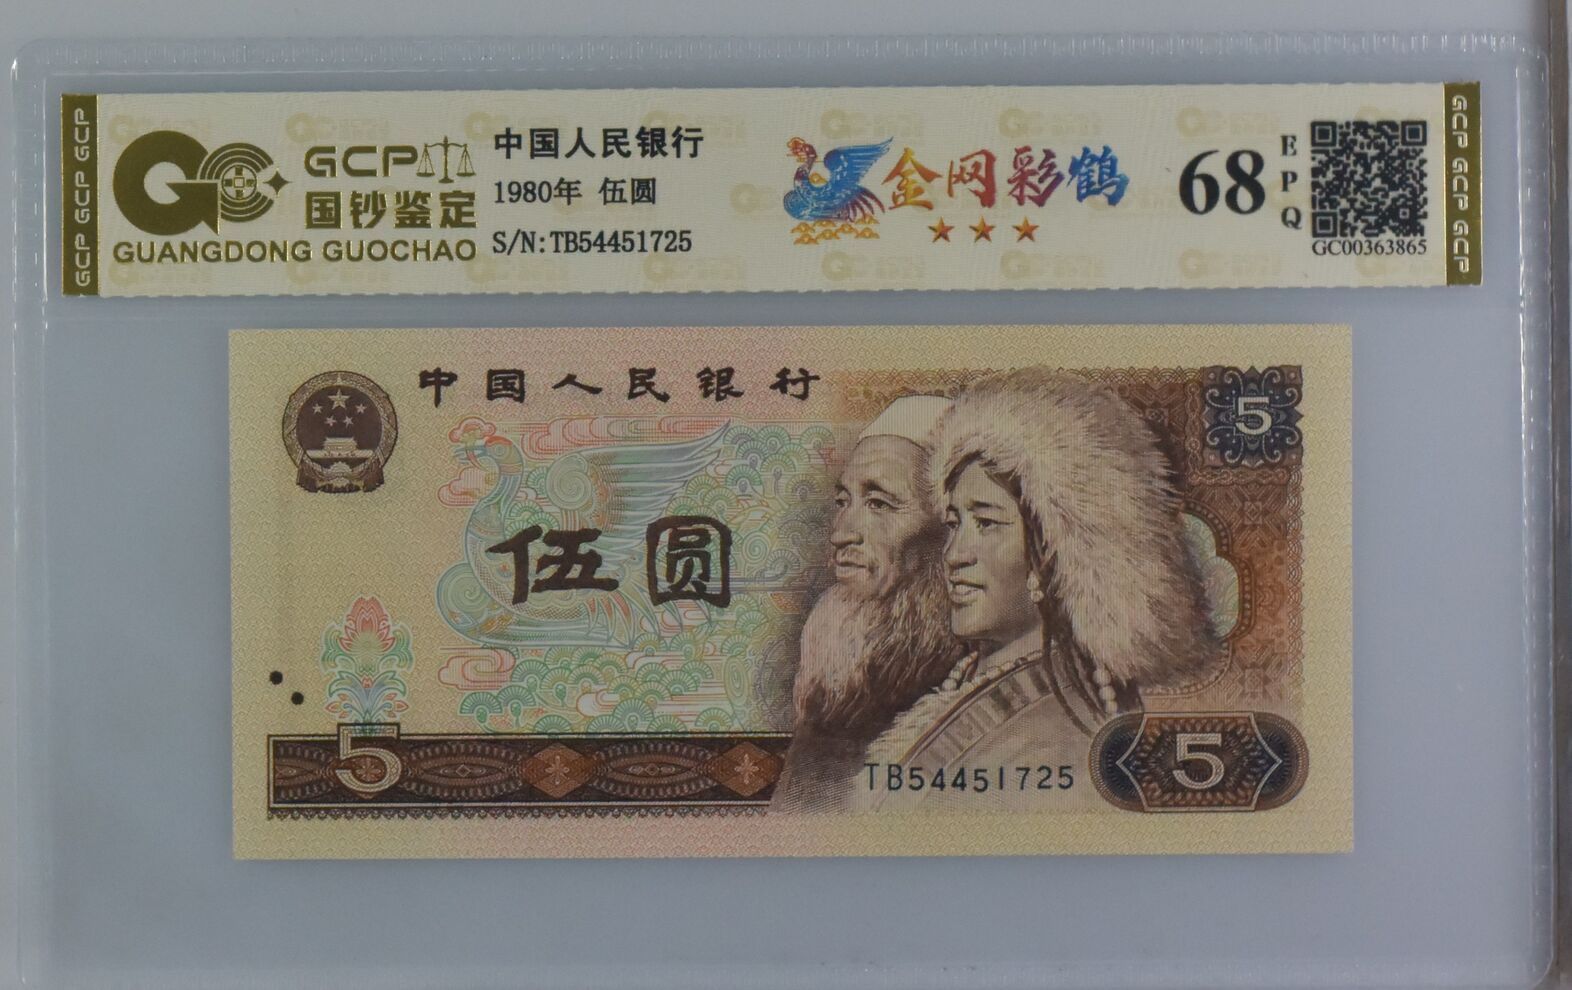 GCP GCP GCP
GCP
国钞鉴定
GUANGDONG GUOCHAO
中国人民银行
1980年 伍圆
S/N:TB54451725
金网彩鹤
68
EPQ
GC00363865
GCP GCP GCP
中国人民银行
5
伍圆
5
TB54451725
5